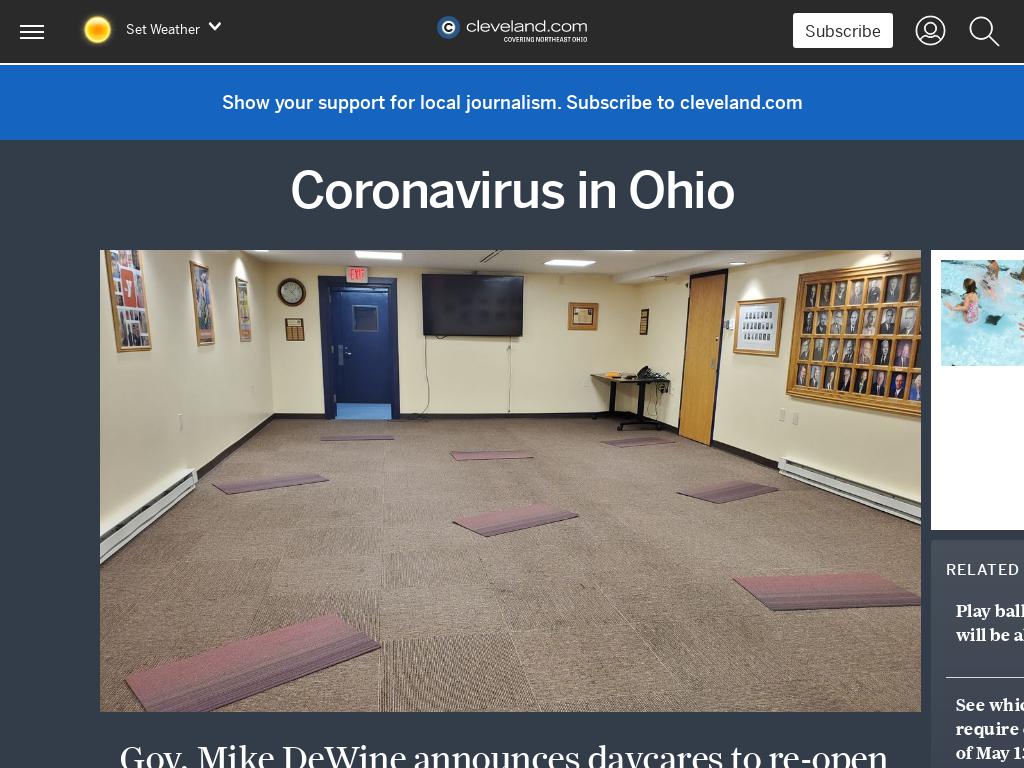 Set Weather
cleveland.com
COVERING NORTHEAST OHIO
Subscribe
Show your support for local journalism. Subscribe to cleveland.com
Coronavirus in Ohio
EXIT
Gov. Mike DeWine announces daycares to re-open
RELATED
Play ball
will be al
See whic
require
of May 1